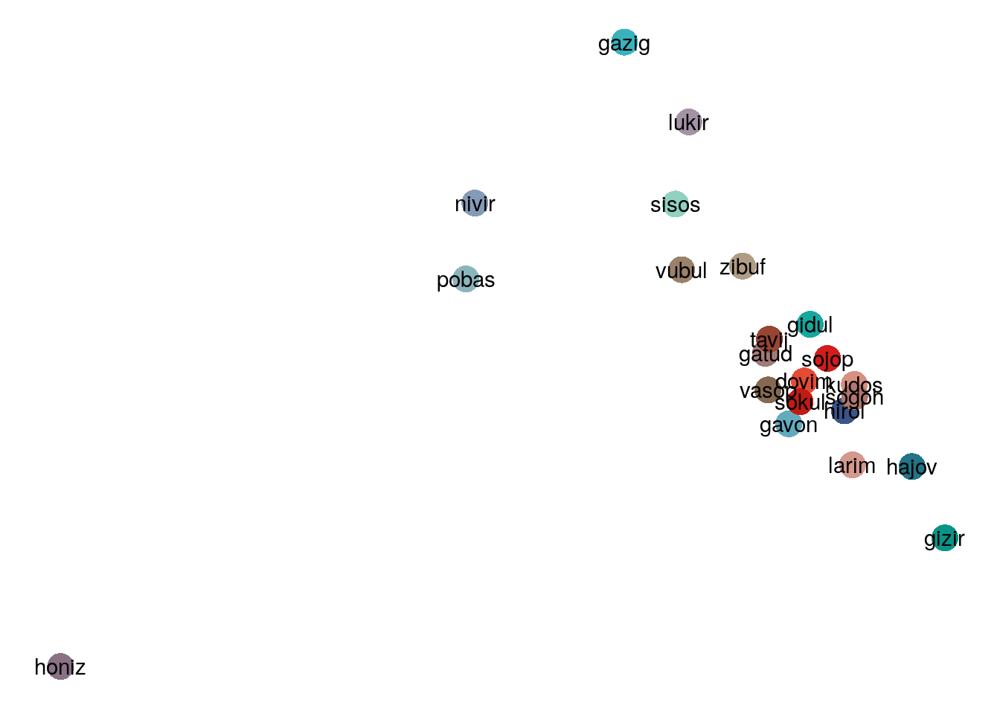 gazig
lukir
nivir
sisos
zibuf
vubul
pobas
gidul
tavij
gatud
sojop
dovim
kudos
vasop
sogon
sokul
hirol
gavon
larim
hajov
gizir
honiz